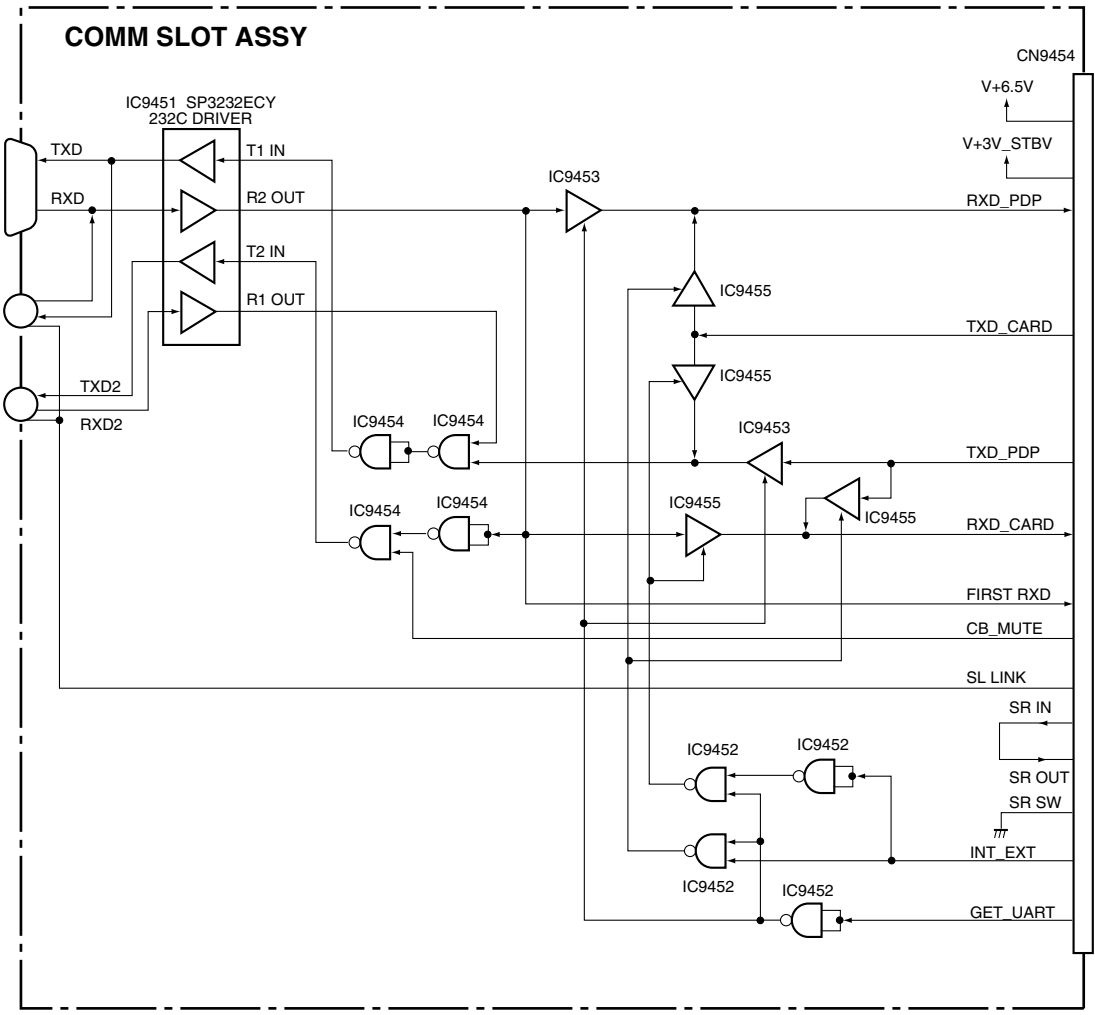 COMM SLOT ASSY
CN9454
V+6.5V
IC9451 SP3232ECY
232C DRIVER
V+3V_STBV
TXD
T1 IN
IC9453
RXD
R2 OUT
RXD_PDP
T2 IN
IC9455
R1 OUT
TXD_CARD
IC9455
TXD2
RXD2
IC9454
IC9454
IC9453
TXD_PDP
IC9454
IC9454
IC9455
IC9455
RXD_CARD
FIRST RXD
CB_MUTE
SL LINK
SR IN
IC9452
IC9452
SR OUT
SR SW
INT_EXT
IC9452
IC9452
GET_UART